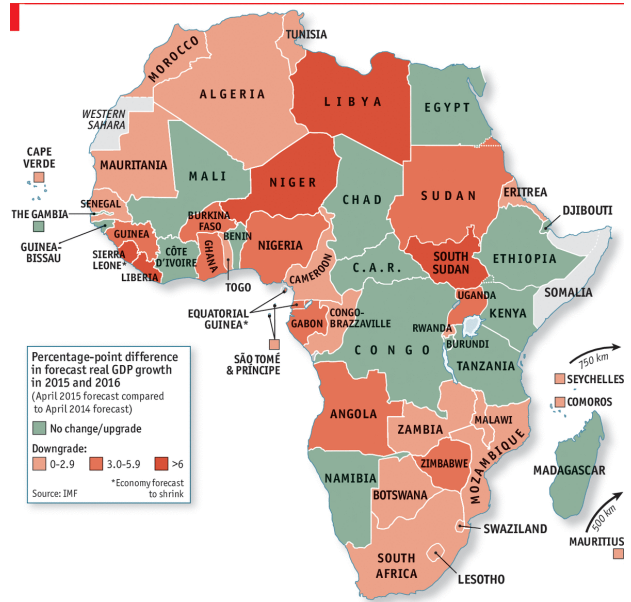 TUNISIA
MOROCCO
ALGERIA
LIBYA
EGYPT
WESTERN
SAHARA
CAPE
VERDE
MAURITANIA
MALI
NIGER
CHAD
SUDAN
ERITREA
SENEGAL
THE GAMBIA
GUINEA-
BISSAU
GUINEA
BURKINA
FASO
BENIN
NIGERIA
DJIBOUTI
SIERRA
LEONE*
LIBERIA
CÔTE
D'IVOIRE
GHANA
TOGO
CAMEROON
C.A.R.
SOUTH
SUDAN
ETHIOPIA
SOMALIA
EQUATORIAL
GUINEA*
GABON
CONGO-
BRAZZAVILLE
UGANDA
KENYA
RWANDA
BURUNDI
SÃO TOMÉ
& PRÍNCIPE
CONGO
TANZANIA
750 km
SEYCHELLES
COMOROS
ANGOLA
ZAMBIA
MALAWI
MOZAMBIQUE
ZIMBABWE
NAMIBIA
BOTSWANA
MADAGASCAR
500 km
MAURITIUS
SWAZILAND
SOUTH
AFRICA
LESOTHO
Percentage-point difference
in forecast real GDP growth
in 2015 and 2016
(April 2015 forecast compared
to April 2014 forecast)
No change/upgrade
Downgrade:
0-2.9 3.0-5.9 >6
Source: IMF
*Economy forecast
to shrink